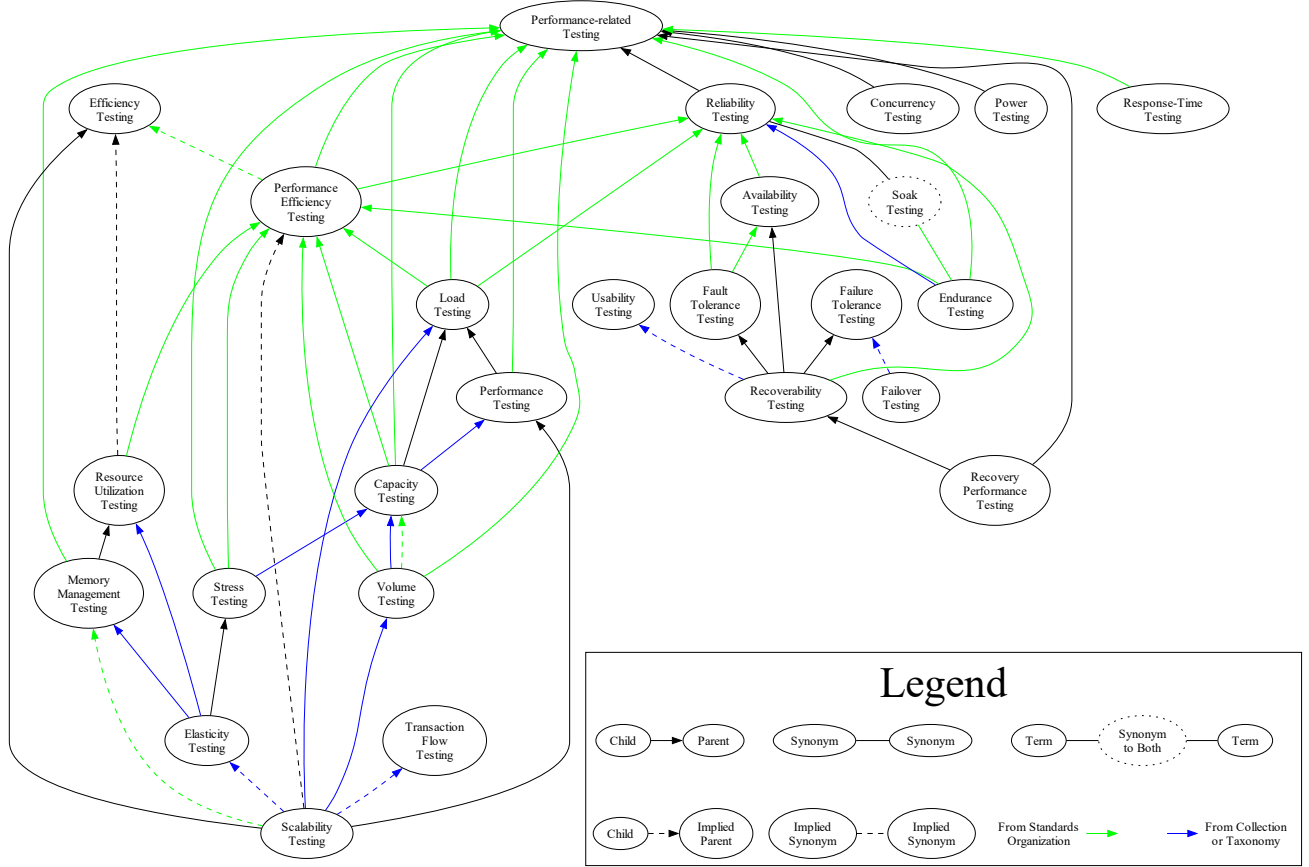 Performance-related
Testing
Efficiency
Testing
Reliability
Testing
Concurrency
Testing
Power
Testing
Response-Time
Testing
Performance
Efficiency
Testing
Availability
Testing
Soak
Testing
Load
Testing
Usability
Testing
Fault
Tolerance
Testing
Failure
Tolerance
Testing
Endurance
Testing
Performance
Testing
Recoverability
Testing
Failover
Testing
Resource
Utilization
Testing
Capacity
Testing
Recovery
Performance
Testing
Memory
Management
Testing
Stress
Testing
Volume
Testing
Elasticity
Testing
Transaction
Flow
Testing
Scalability
Testing
Legend
Child
Parent
Synonym
Synonym
Term
Synonym
to Both
Term
Child
Implied
Parent
Implied
Synonym
Implied
Synonym
From Standards
Organization
From Collection
or Taxonomy